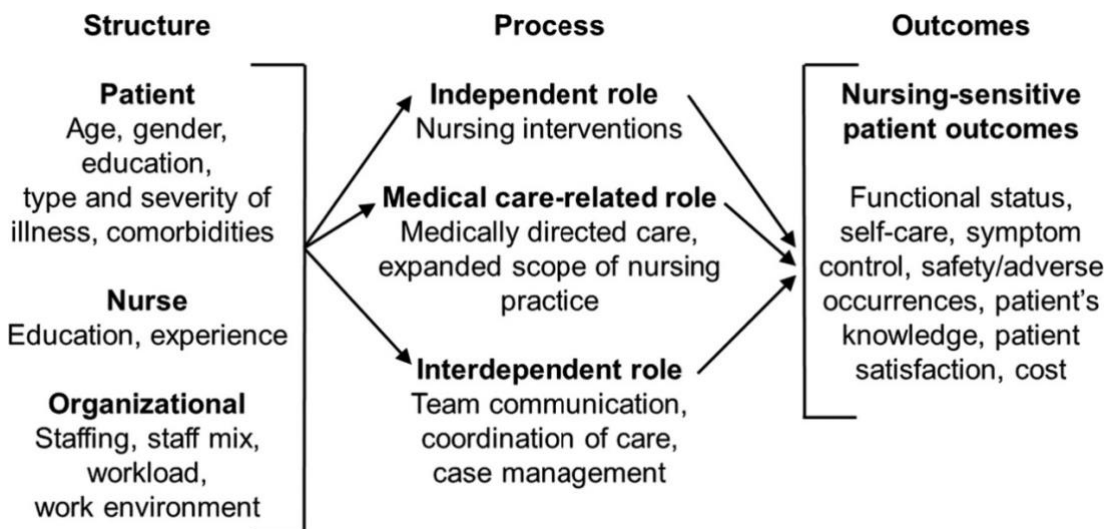 Structure
Patient
Age, gender,
education,
type and severity of
illness, comorbidities
Nurse
Education, experience
Organizational
Staffing, staff mix,
workload,
work environment
Process
Independent role
Nursing interventions
Medical care-related role
Medically directed care,
expanded scope of nursing
practice
Interdependent role
Team communication,
coordination of care,
case management
Outcomes
Nursing-sensitive
patient outcomes
Functional status,
self-care, symptom
control, safety/adverse
occurrences, patient’s
knowledge, patient
satisfaction, cost